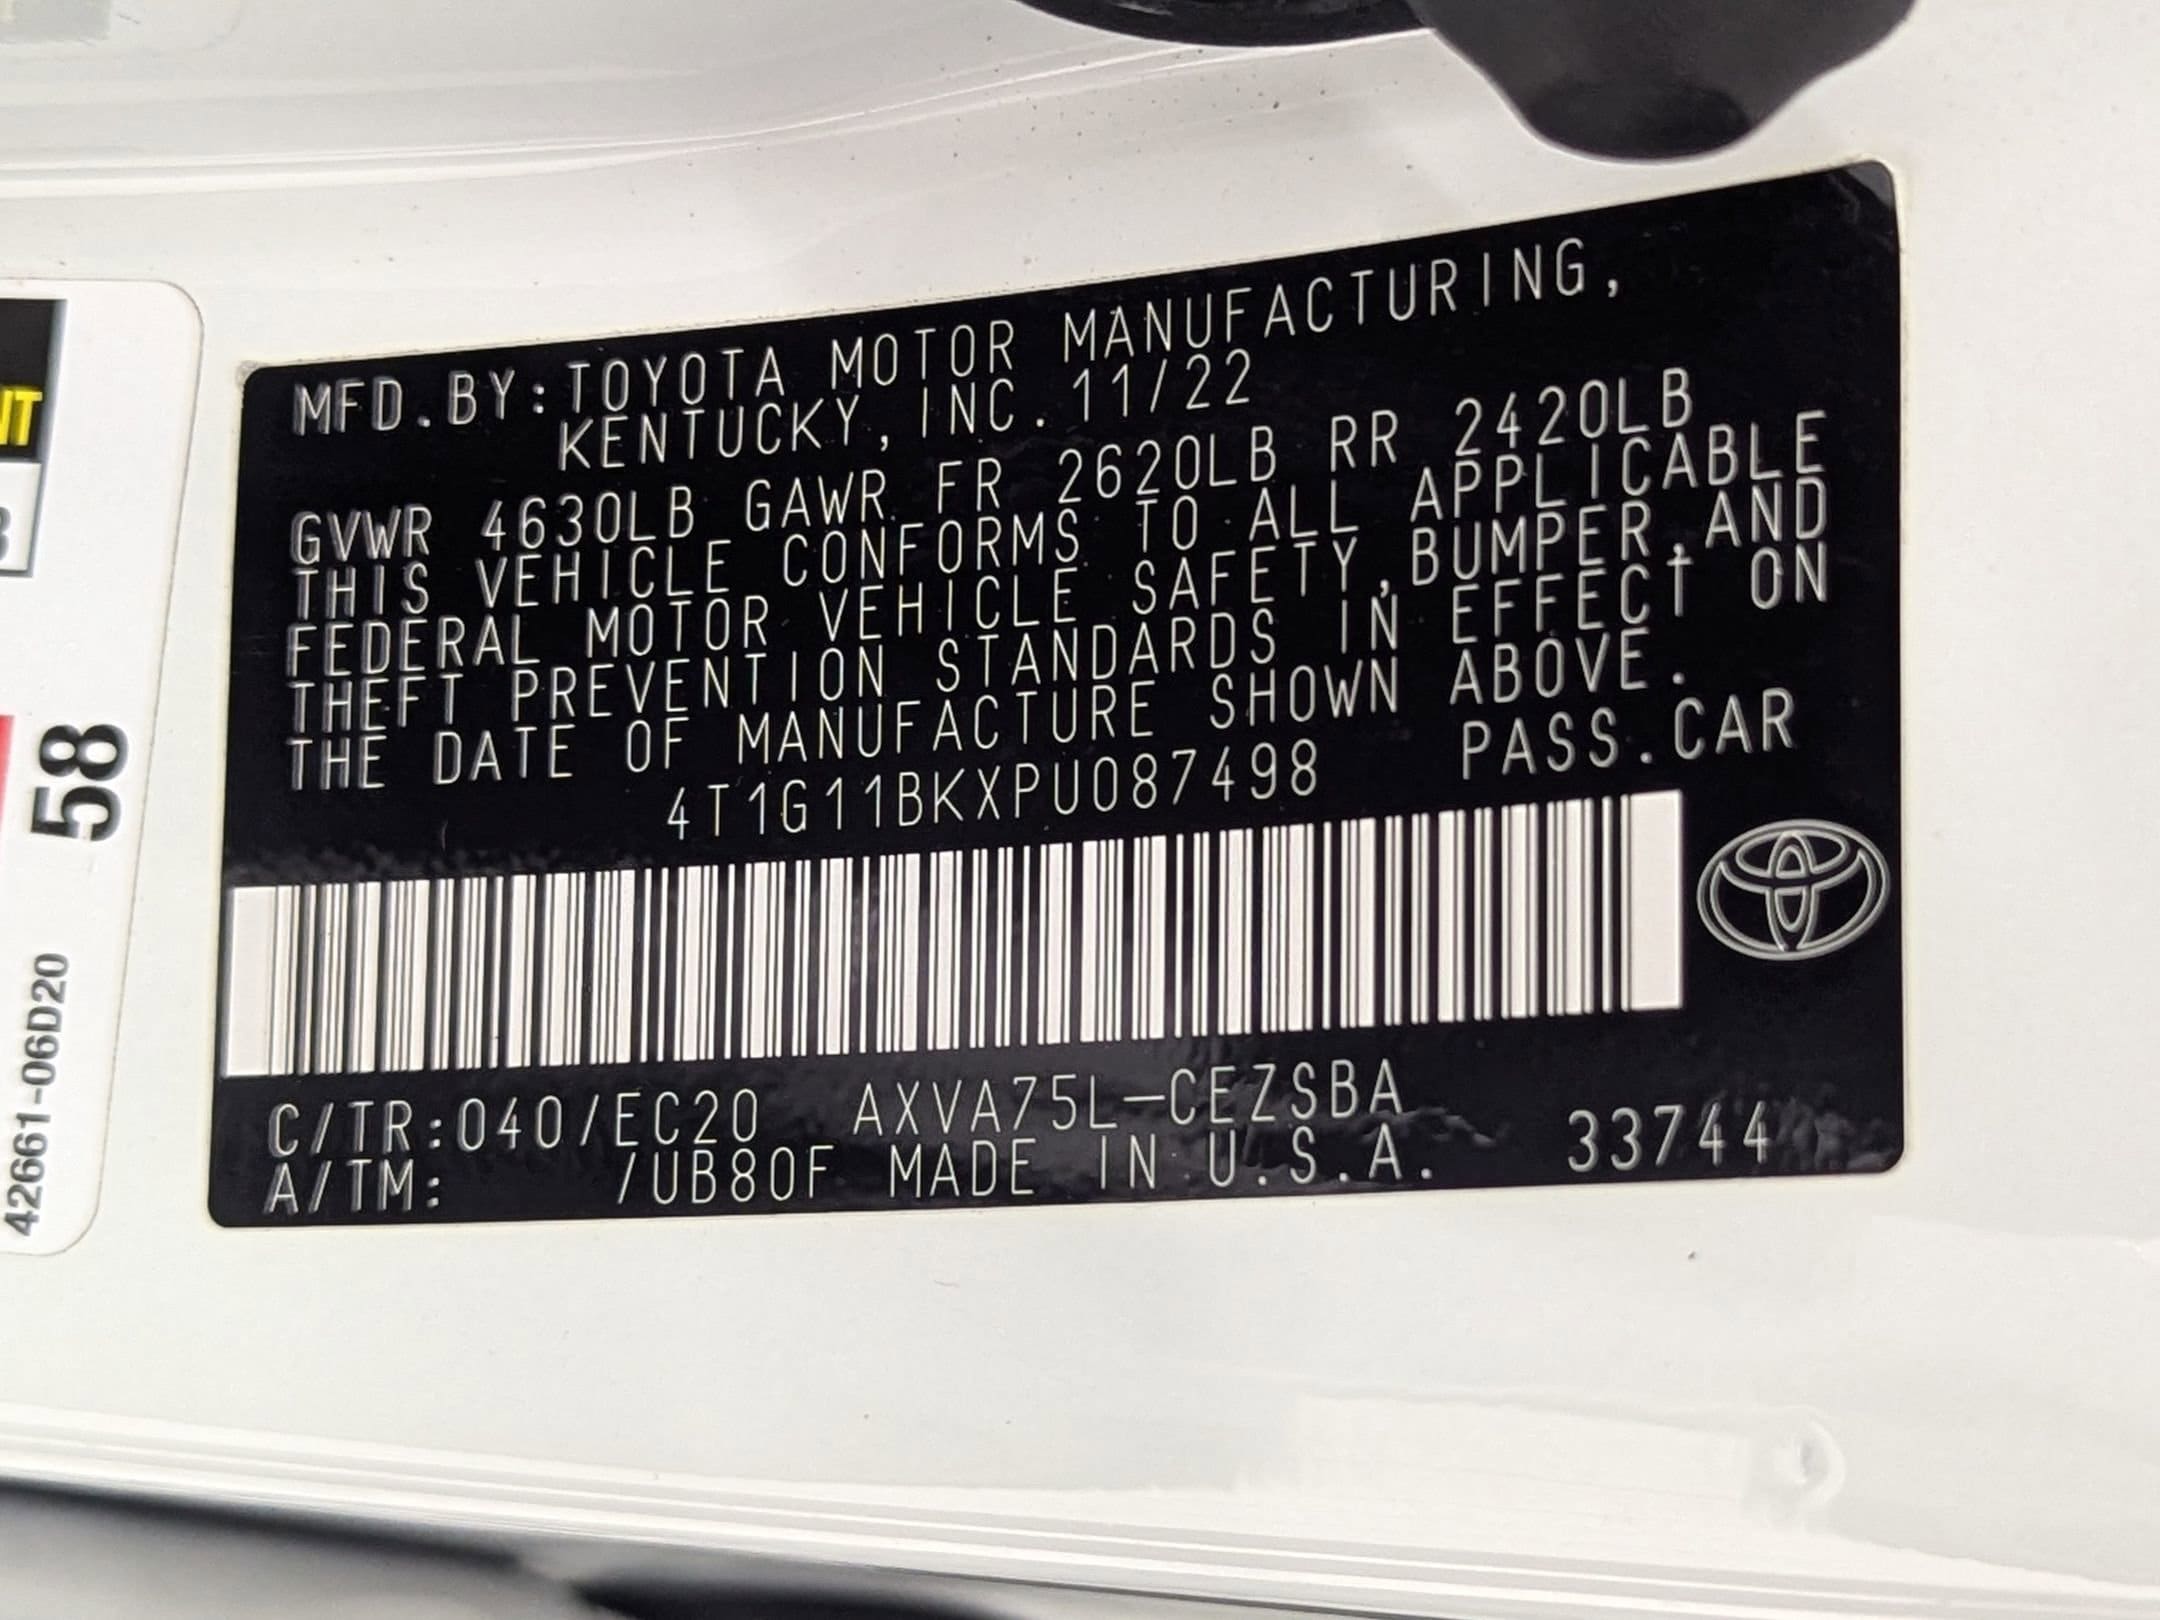 MFD.BY:TOYOTA MOTOR MANUFACTURING,
KENTUCKY, INC. 11/22
GVWR 4630LB GAWR FR 2620LB RR 2420LB
THIS VEHICLE CONFORMS TO ALL APPLICABLE
FEDERAL MOTOR VEHICLE SAFETY,BUMPER,AND
THEFT PREVENTION STANDARDS IN EFFECT ON
THE DATE OF MANUFACTURE SHOWN ABOVE.
4T1G11BKXPU087498 PASS.CAR
C/TR:040/EC20 AXVA75L-CEZSBA
A/TM: /UB80F MADE IN U.S.A. 33744
58
42661-06D20